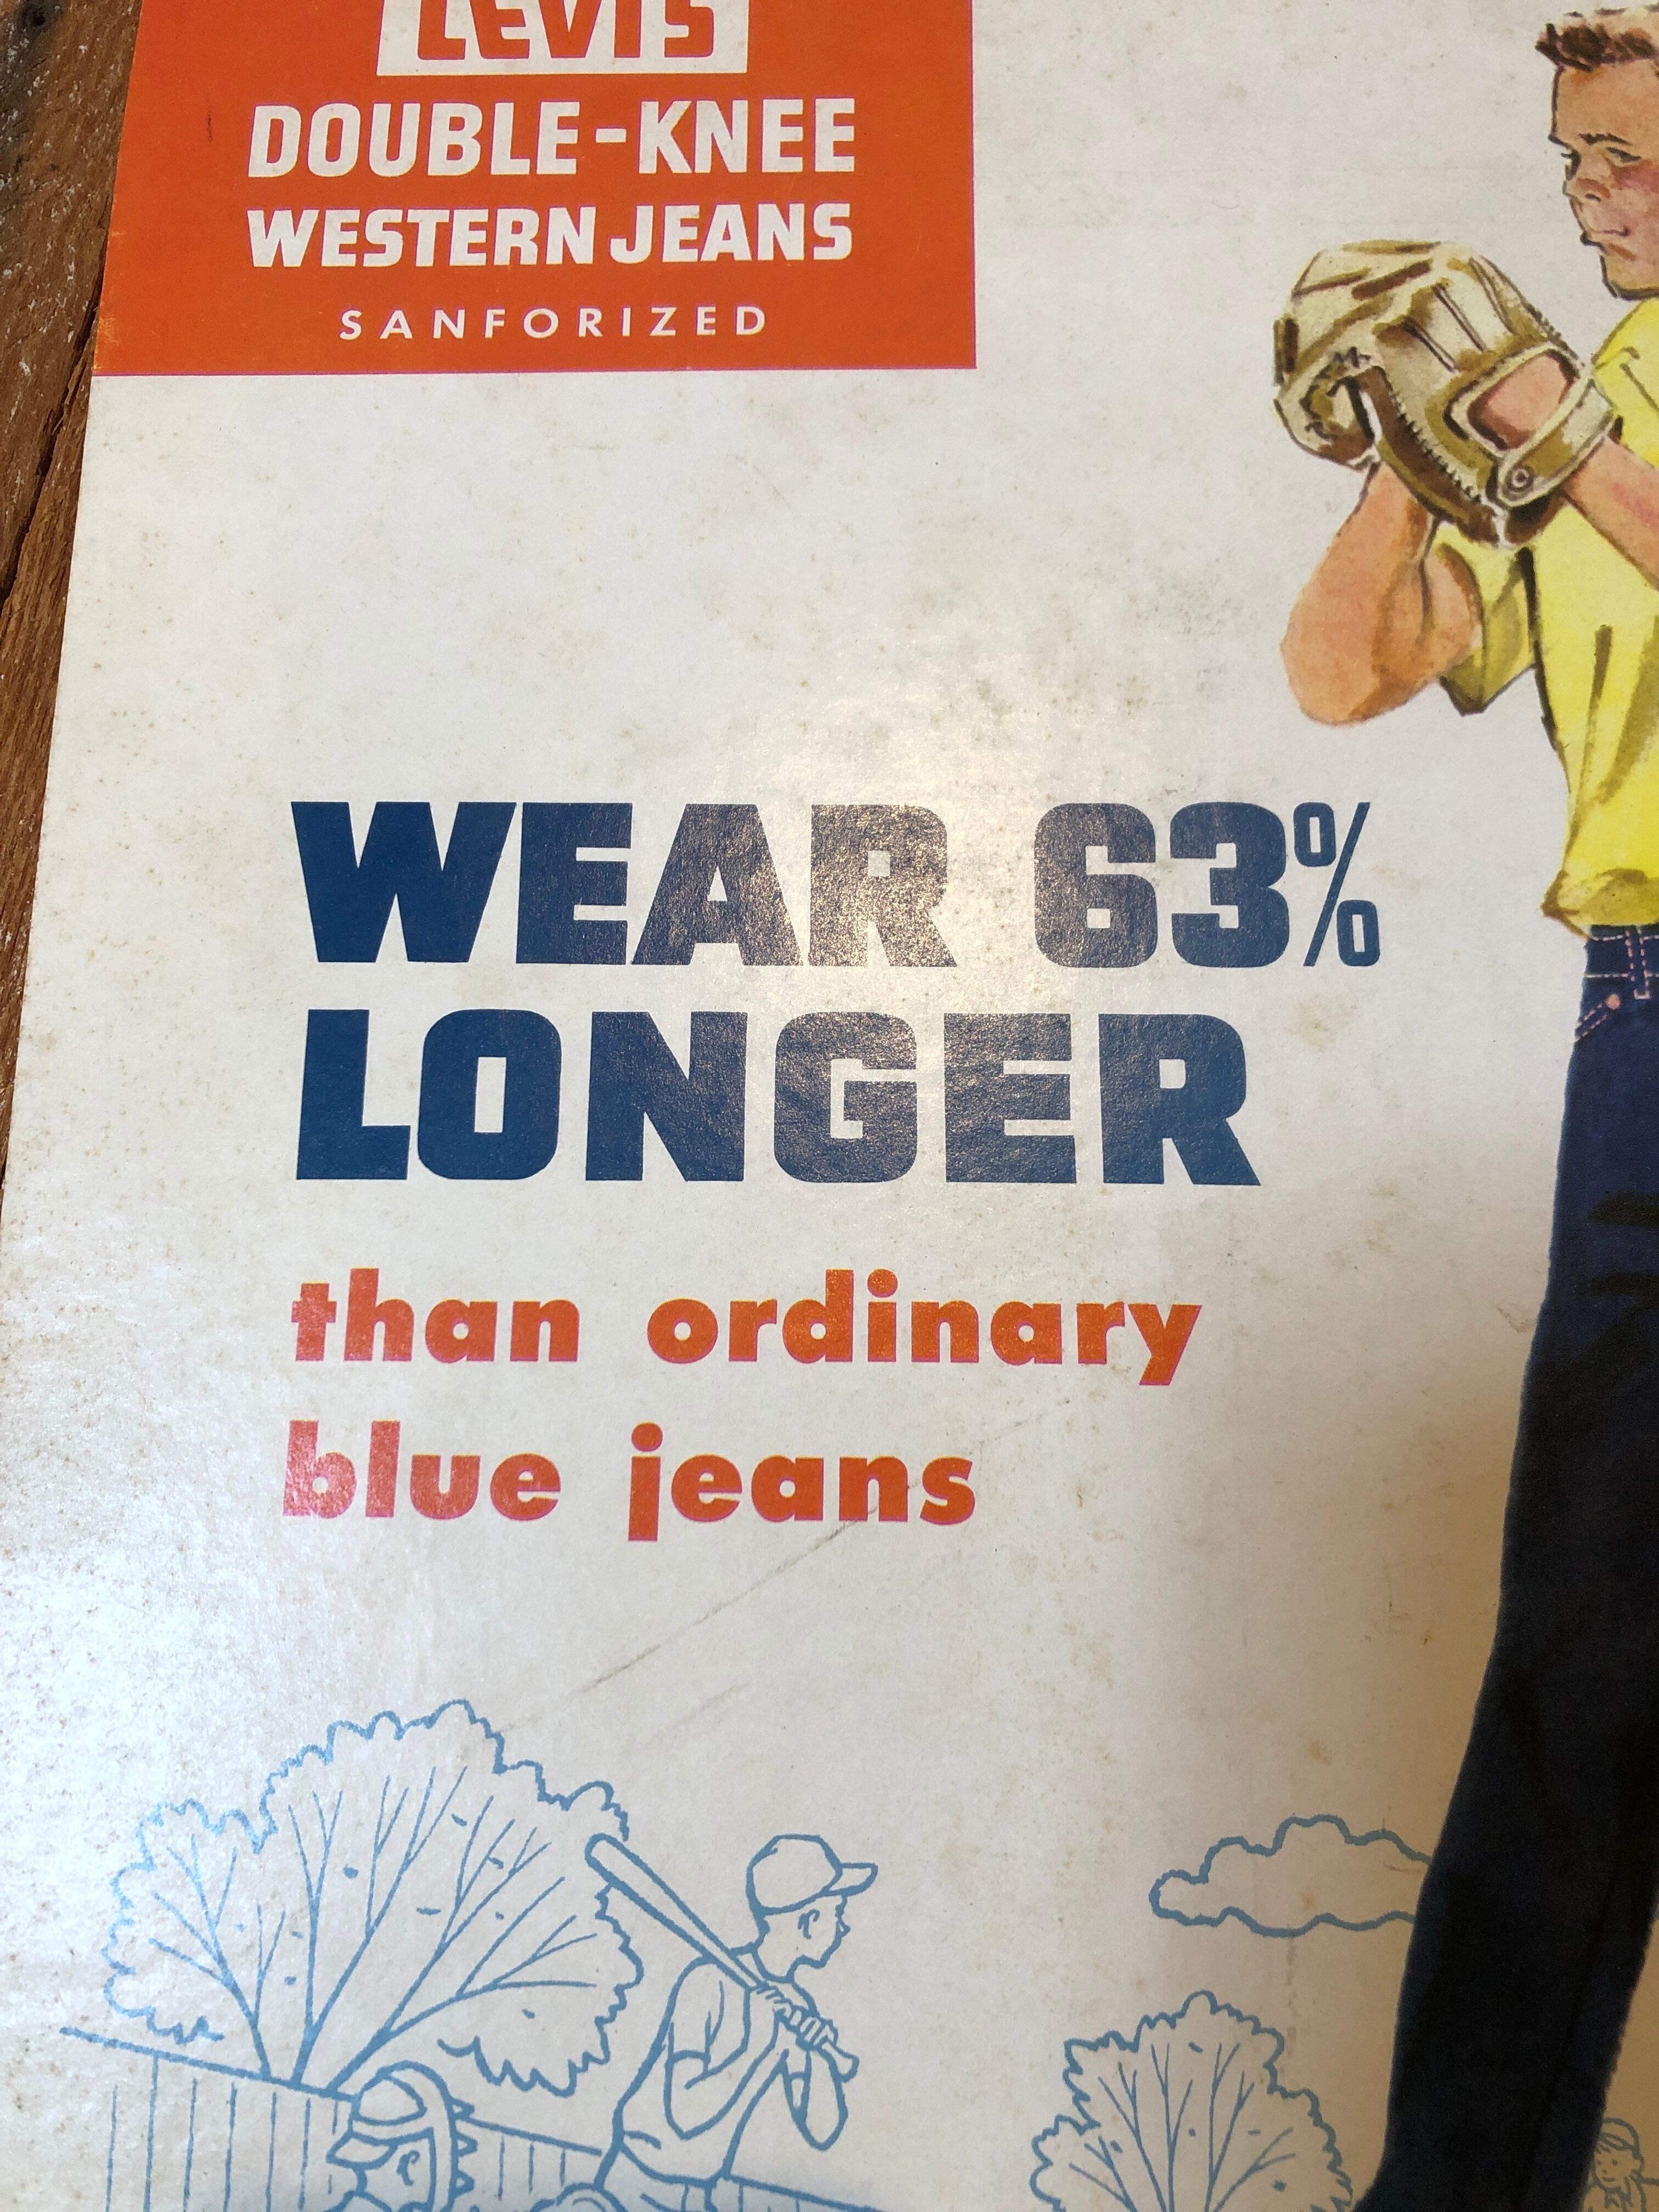 LEVI'S
DOUBLE-KNEE
WESTERN JEANS
SANFORIZED
WEAR 63%
LONGER
than ordinary
blue jeans